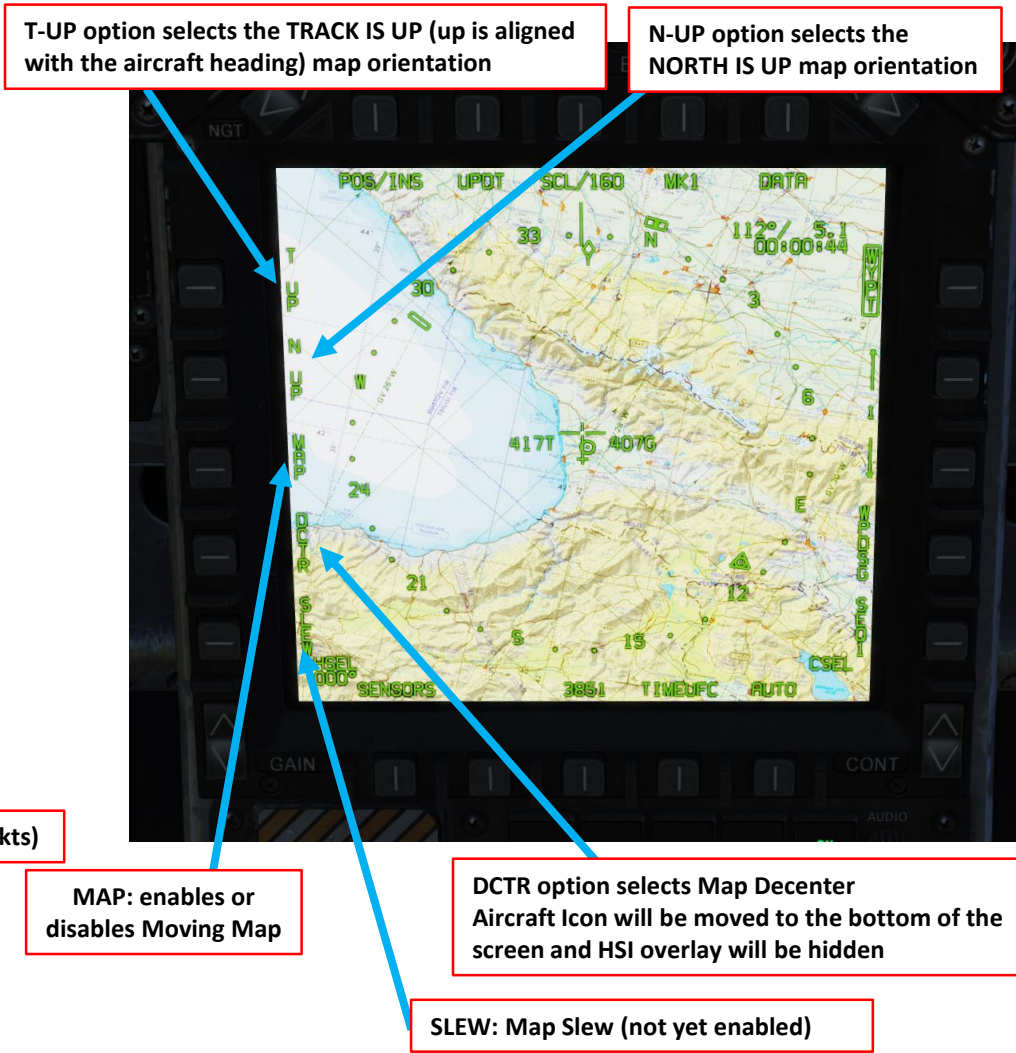 T-UP option selects the TRACK IS UP (up is aligned
with the aircraft heading) map orientation
N-UP option selects the
NORTH IS UP map orientation
NGT
POS/INS UPDT SCL/160 MK1 DATA
33 N 112°/ 5.1
00:00:44
WYPT
T UP
30 3
N UP
W 6
1
MAP
417T 407G
24 E
DCTR
WPDSG
21 12
SLEW
SEQ1
S 15
HSEL CSEL
000°
SENSORS 3851 TIMEUFC AUTO
GAIN CONT
AUDIO
kts)
MAP: enables or
disables Moving Map
DCTR option selects Map Decenter
Aircraft Icon will be moved to the bottom of the
screen and HSI overlay will be hidden
SLEW: Map Slew (not yet enabled)